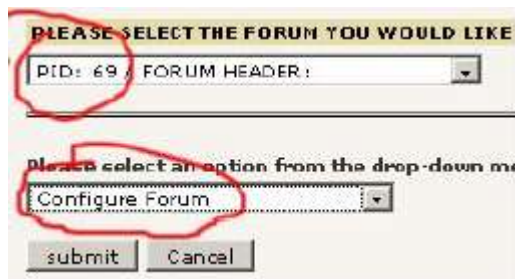 PLEASE SELECT THE FORUM YOU WOULD LIKE
PID: 69 / FORUM HEADER:
Please select an option from the drop-down me
Configure Forum
submit Cancel